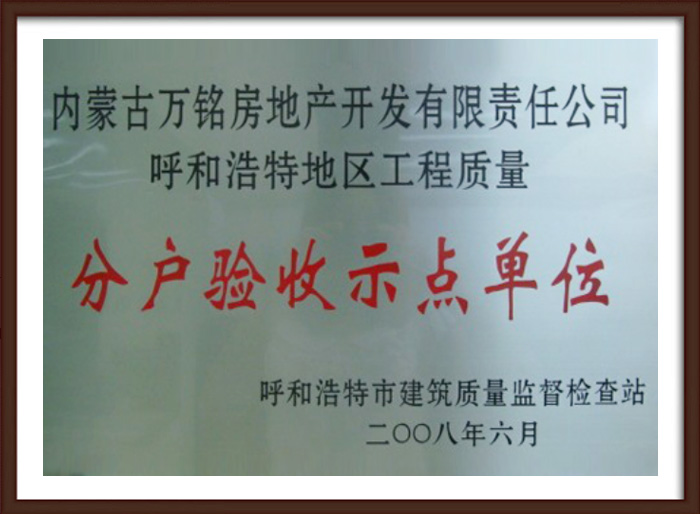 内蒙古万铭房地产开发有限责任公司
呼和浩特地区工程质量
分户验收示点单位
呼和浩特市建筑质量监督检查站
二〇〇八年六月